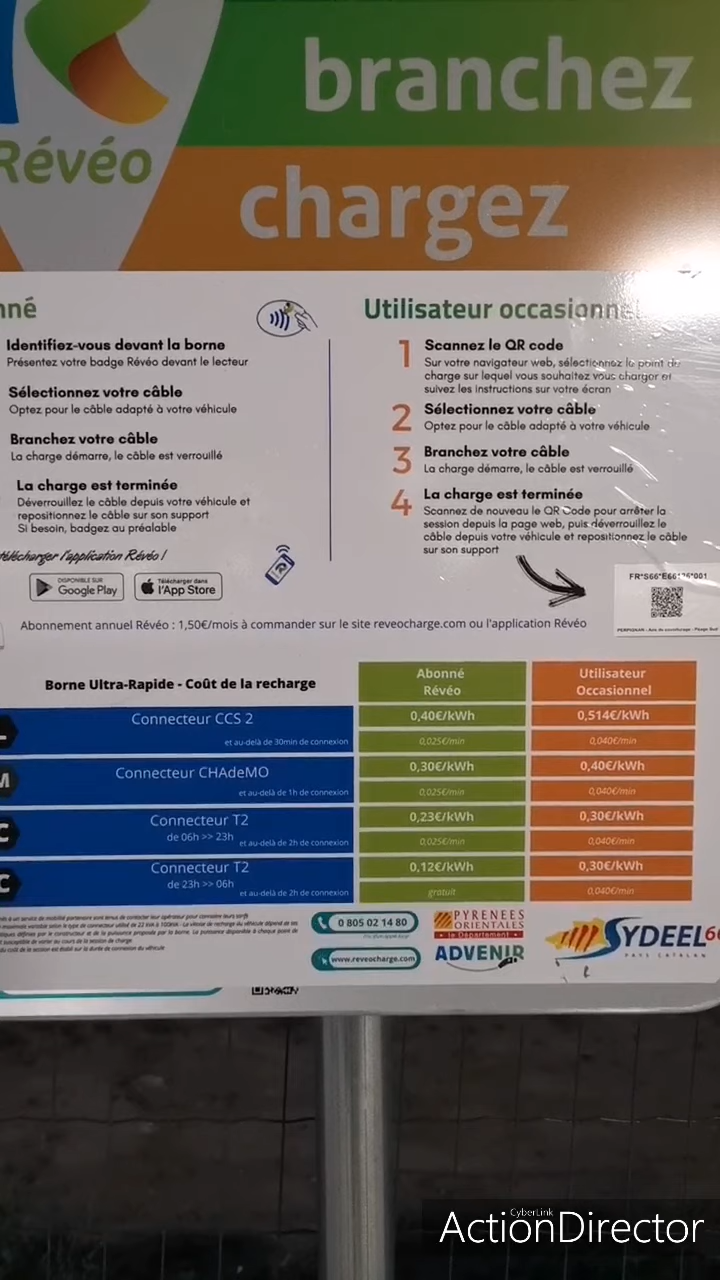 branchez
Révéo
chargez
nné
Identifiez-vous devant la borne
Présentez votre badge Révéo devant le lecteur
Sélectionnez votre câble
Optez pour le câble adapté à votre véhicule
Branchez votre câble
La charge démarre, le câble est verrouillé
La charge est terminée
Déverrouillez le câble depuis votre véhicule et
repositionnez le câble sur son support
Si besoin, badgez au préalable
télécharger l'application Révéo !
DISPONIBLE SUR
Google Play
Télécharger dans
l'App Store
Utilisateur occasionnel
1 Scannez le QR code
Sur votre navigateur web, sélectionnez le point de
charge sur lequel vous souhaitez vous charger et
suivez les instructions sur votre écran
2 Sélectionnez votre câble
Optez pour le câble adapté à votre véhicule
3 Branchez votre câble
La charge démarre, le câble est verrouillé
4 La charge est terminée
Scannez de nouveau le QR Code pour arrêter la
session depuis la page web, puis déverrouillez le
câble depuis votre véhicule et repositionnez le câble
sur son support
Abonnement annuel Révéo : 1,50€/mois à commander sur le site reveocharge.com ou l'application Révéo
Borne Ultra-Rapide - Coût de la recharge
Abonné
Révéo
Utilisateur
Occasionnel
L Connecteur CCS 2 0,40€/kWh 0,514€/kWh
et au-delà de 30min de connexion 0,025€/min 0,040€/min
M Connecteur CHAdeMO 0,30€/kWh 0,40€/kWh
et au-delà de 1h de connexion 0,025€/min 0,040€/min
C Connecteur T2 0,23€/kWh 0,30€/kWh
de 06h >> 23h et au-delà de 2h de connexion 0,025€/min 0,040€/min
C Connecteur T2 0,12€/kWh 0,30€/kWh
de 23h >> 06h et au-delà de 2h de connexion gratuit 0,040€/min
0 805 02 14 80
www.reveocharge.com
PYRENEES
ORIENTALES
le Département
ADVENIR
SYDEEL66
PAYS CATALAN
CyberLink
ActionDirector